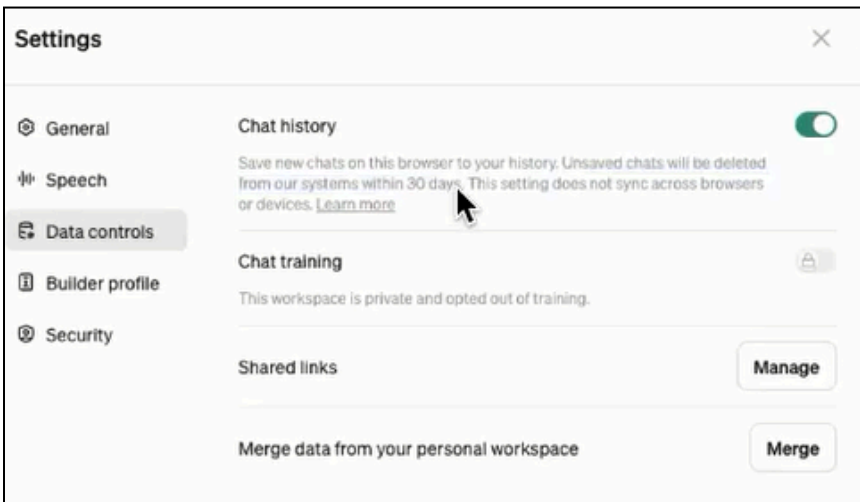 Settings
General
Speech
Data controls
Builder profile
Security
Chat history
Save new chats on this browser to your history. Unsaved chats will be deleted
from our systems within 30 days. This setting does not sync across browsers
or devices. Learn more
Chat training
This workspace is private and opted out of training.
Shared links
Manage
Merge data from your personal workspace
Merge